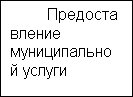 Предоста
вление
муниципально
й услуги